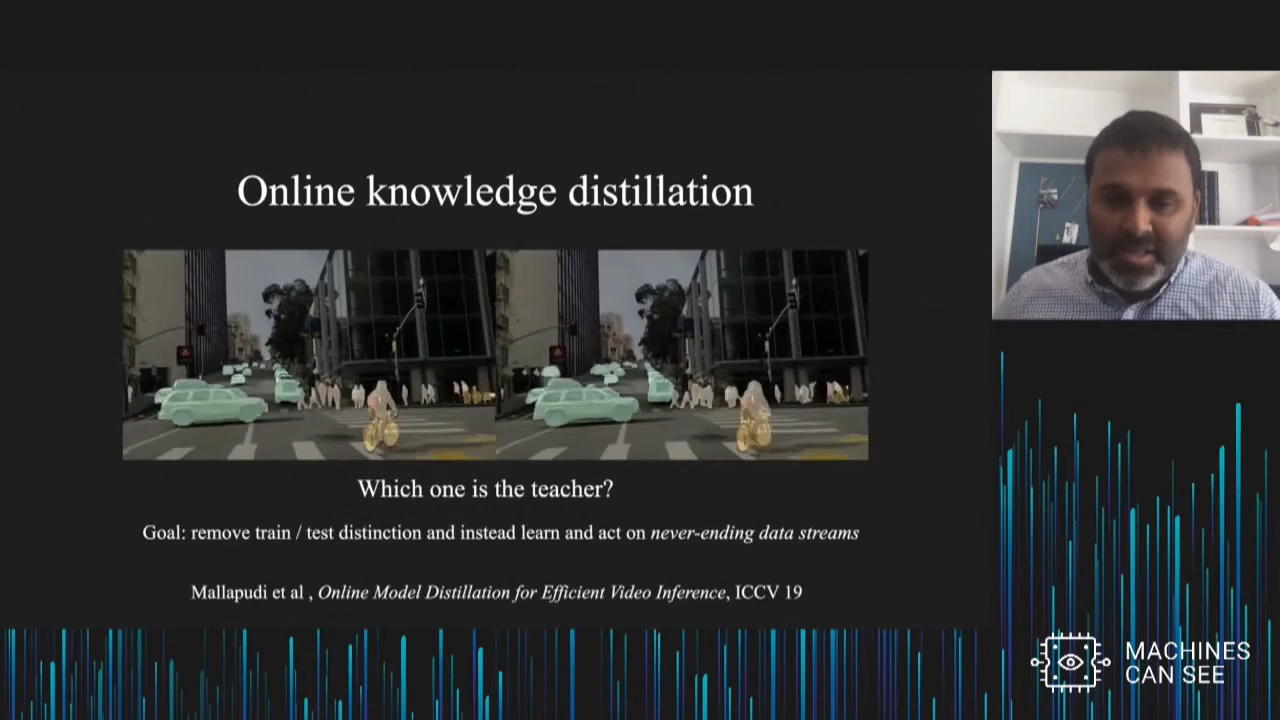 Online knowledge distillation
Which one is the teacher?
Goal: remove train / test distinction and instead learn and act on never-ending data streams
Mallapudi et al , Online Model Distillation for Efficient Video Inference, ICCV 19
MACHINES
CAN SEE